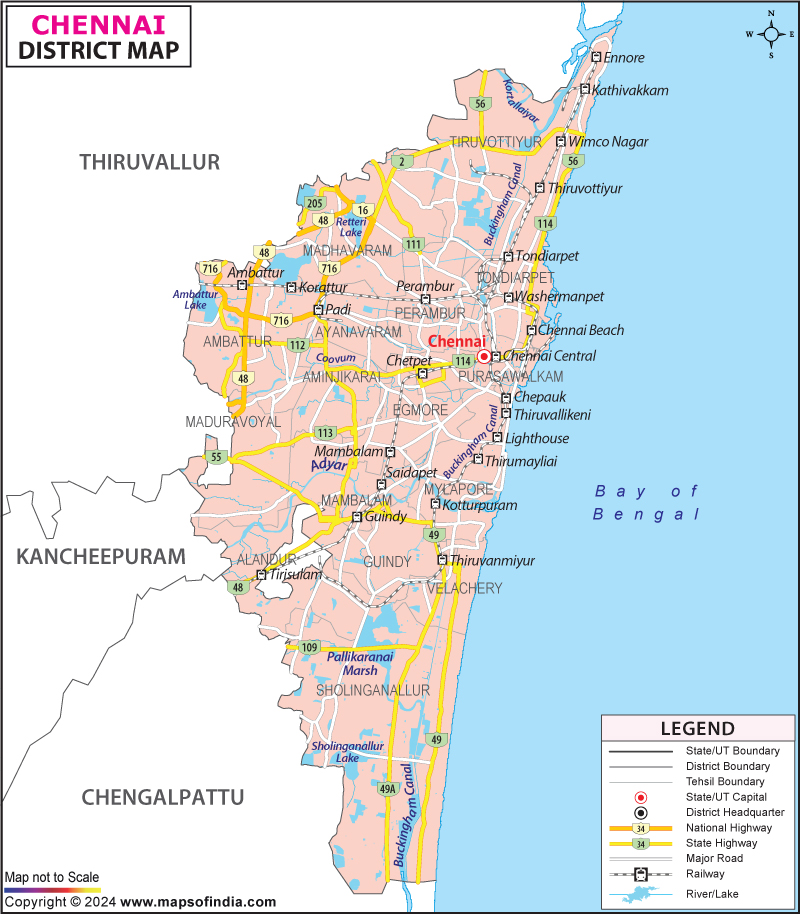 CHENNAI
DISTRICT MAP
N
W E
S
Ennore
Kathivakkam
Kortallaiyar
56
TIRUVOTTIYUR
Wimco Nagar
2
56
THIRUVALLUR
Thiruvottiyur
Buckingham Canal
205
16
48
Retteri
Lake
114
111
48
MADHAVARAM
Tondiarpet
716
716
Ambattur
TONDIARPET
Korattur
Perambur
Washermanpet
Ambattur
Lake
Padi
PERAMBUR
716
AYANAVARAM
Chennai Beach
AMBATTUR
112
Chennai
Coovum
Chetpet
114
Chennai Central
48
AMINJIKARAI
PURASAWALKAM
Chepauk
EGMORE
Thiruvallikeni
MADURAVOYAL
113
Buckingham Canal
Lighthouse
55
Mambalam
Adyar
Thirumayliai
Saidapet
MYLAPORE
Bay of
Bengal
MAMBALAM
Kotturpuram
Guindy
49
KANCHEEPURAM
ALANDUR
GUINDY
Thiruvanmiyur
Tirisulam
48
VELACHERY
109
Pallikaranai
Marsh
SHOLINGANALLUR
49
Sholinganallur
Lake
49A
Buckingham Canal
CHENGALPATTU
LEGEND
State/UT Boundary
District Boundary
Tehsil Boundary
State/UT Capital
District Headquarter
34 National Highway
34 State Highway
Major Road
Railway
River/Lake
Map not to Scale
Copyright © 2024 www.mapsofindia.com